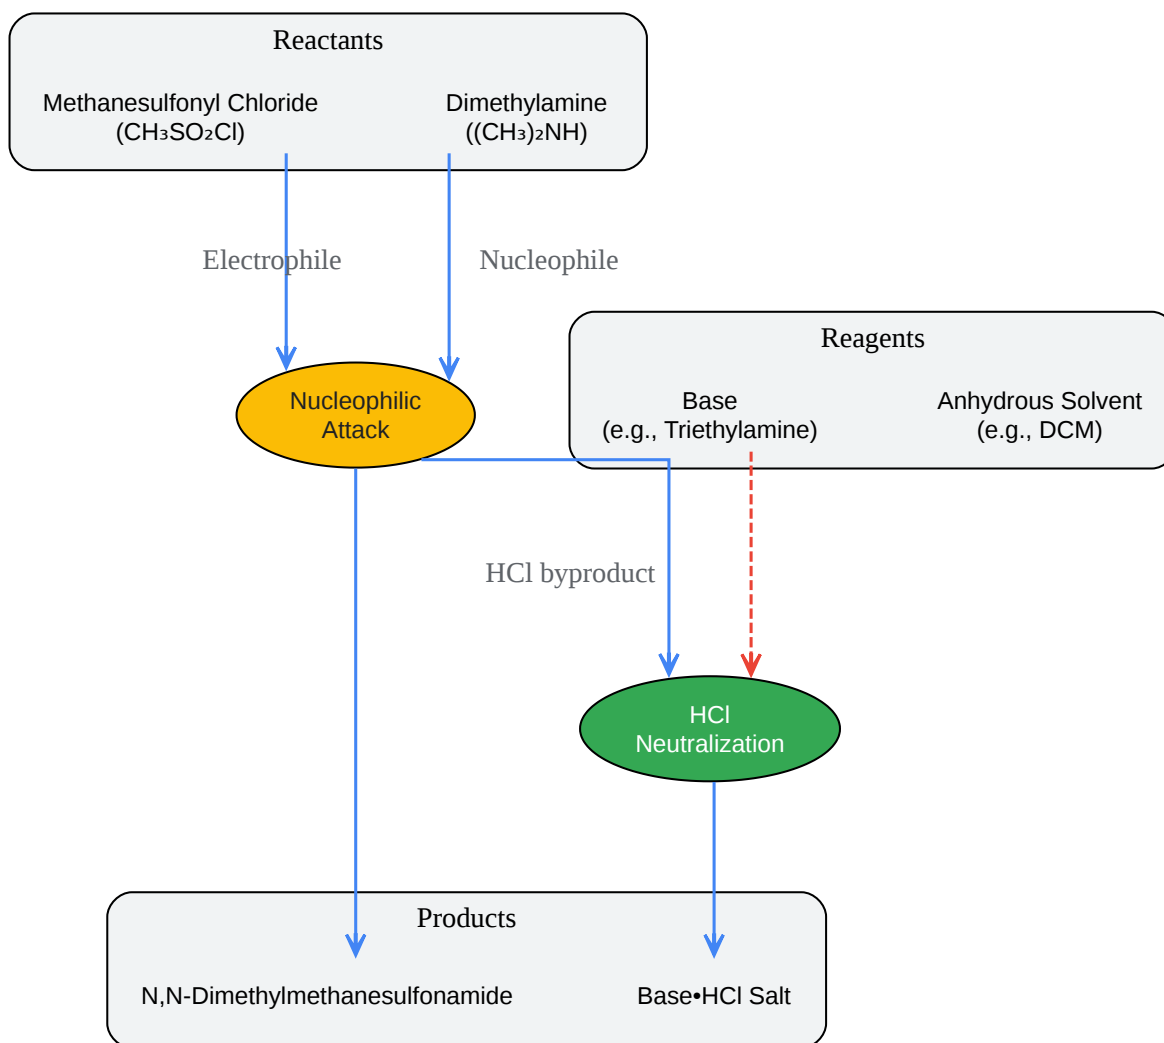 Reactants
Methanesulfonyl Chloride
(CH₃SO₂Cl)
Dimethylamine
((CH₃)₂NH)
Electrophile
Nucleophile
Reagents
Nucleophilic
Attack
Base
(e.g., Triethylamine)
Anhydrous Solvent
(e.g., DCM)
HCl byproduct
HCl
Neutralization
Products
N,N-Dimethylmethanesulfonamide
Base•HCl Salt